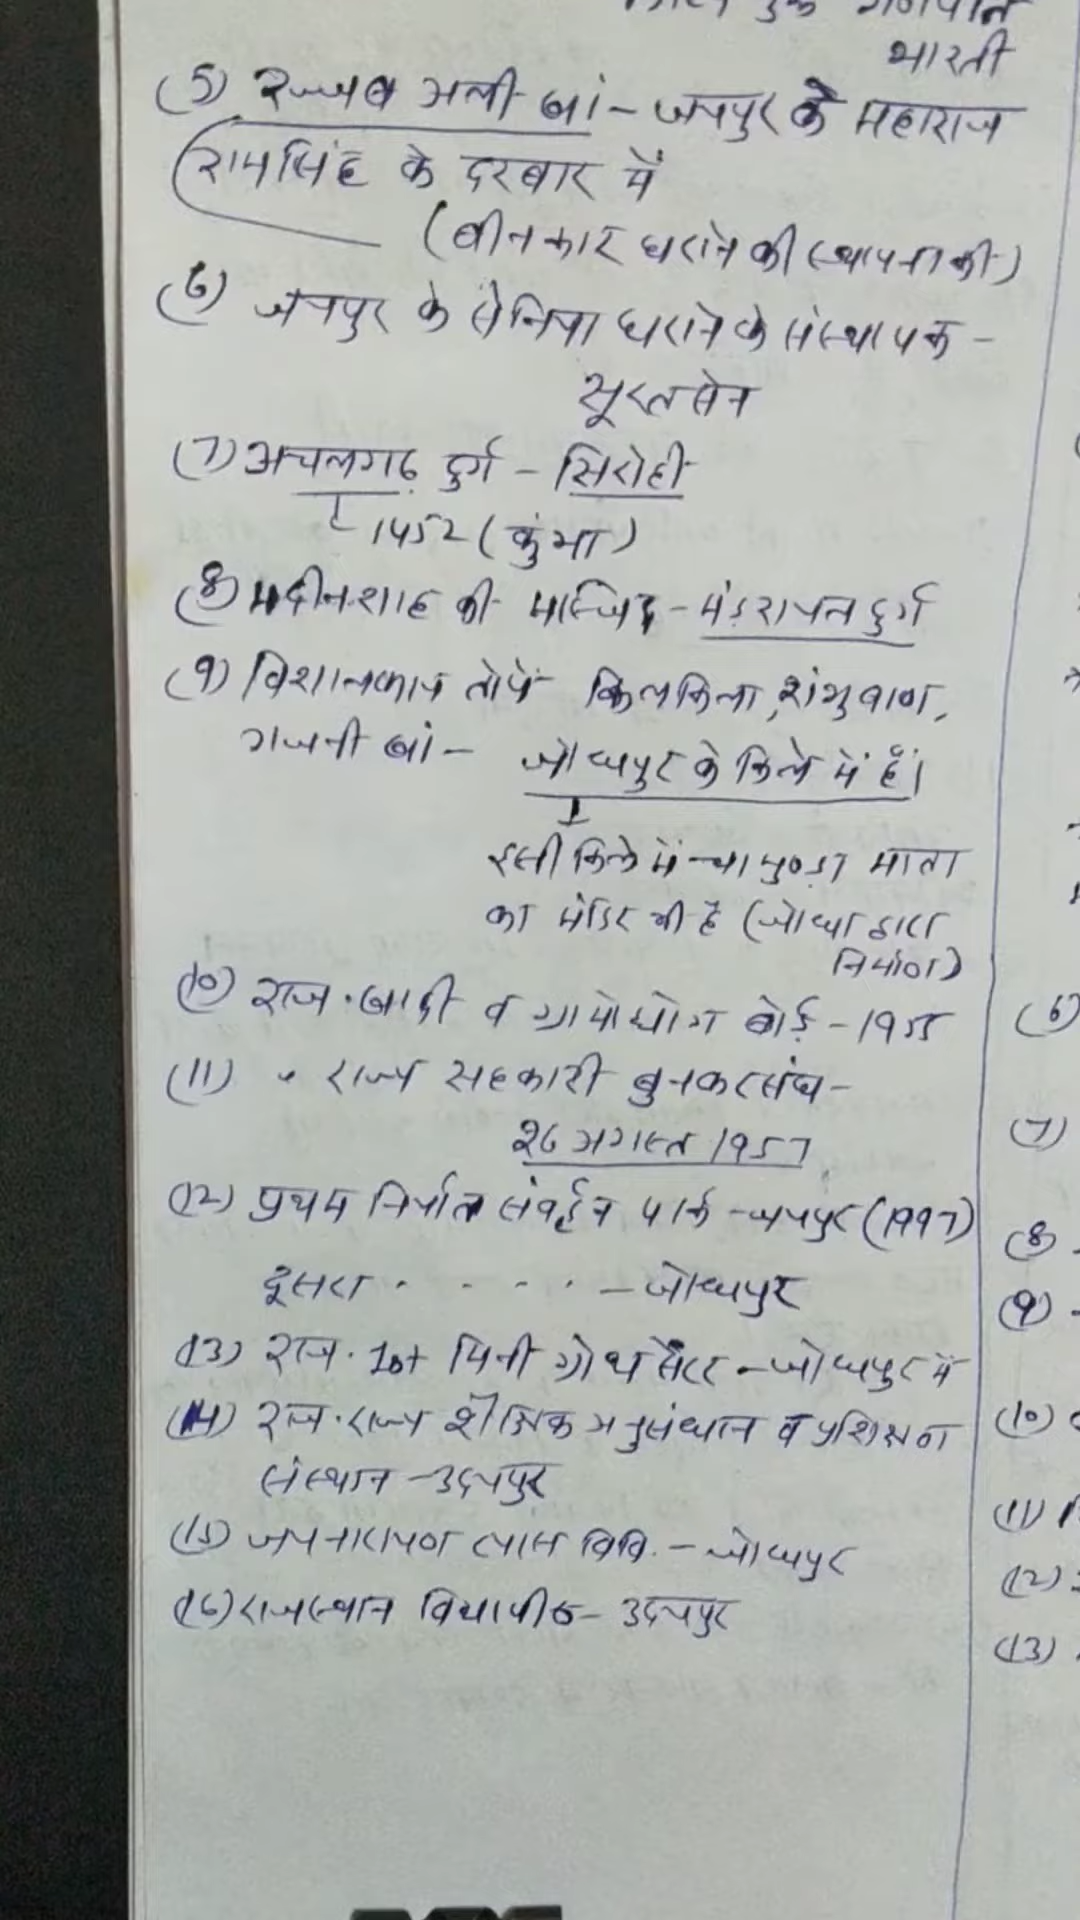 भारती
(5) रज्जब अली खां - जयपुर के महाराज
रामसिंह के दरबार में
(बीनकार घराने की स्थापना की)
(6) जयपुर के सेनिया घराने के संस्थापक -
सूरतसेन
(7) अचलगढ़ दुर्ग - सिरोही
1452 (कुंभा)
(8) मर्दानशाह की मस्जिद - मंडरायल दुर्ग
(9) विशालकाय तोपें किलकिला, शंभुबाण,
गजनी खां - जोधपुर के किले में हैं।
इसी किले में चामुण्डा माता
का मंदिर भी है (जोधा द्वारा
निर्माण)
(10) राज. खादी व ग्रामोद्योग बोर्ड - 1955
(11) " राज्य सहकारी बुनकर संघ -
26 अगस्त 1957
(12) प्रथम निर्यात संवर्द्धन पार्क - जयपुर (1997)
दूसरा . . . . . - जोधपुर
(13) राज. 1st मिनी ग्रोथ सेंटर - जोधपुर में
(14) राज. राज्य शैक्षिक अनुसंधान व प्रशिक्षण
संस्थान - उदयपुर
(15) जयनारायण व्यास विवि. - जोधपुर
(16) राजस्थान विद्यापीठ - उदयपुर
(6)
(7)
(8) -
(9) -
(10)
(11)
(12)
(13)